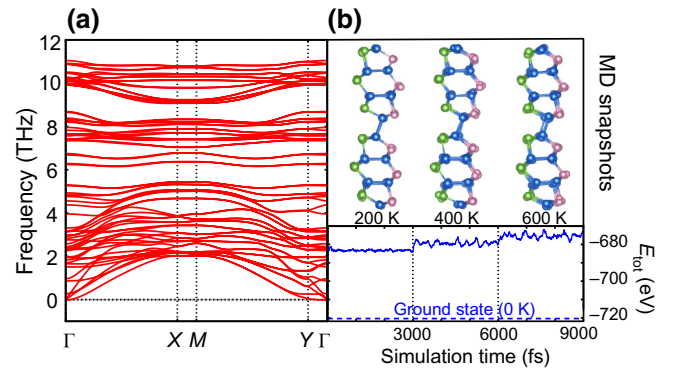 (a)
(b)
12
10
8
6
4
2
0
Frequency (THz)
Γ
X
M
Y
Γ
MD snapshots
200 K
400 K
600 K
−680
−700
−720
E_tot (eV)
Ground state (0 K)
3000
6000
9000
Simulation time (fs)